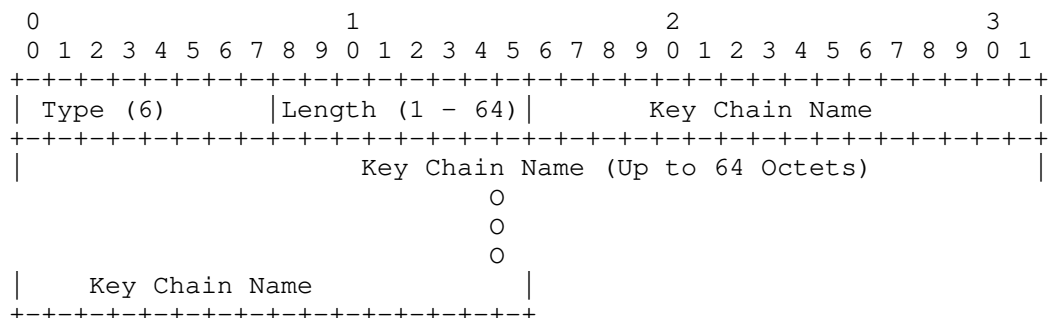 0                   1                   2                   3
 0 1 2 3 4 5 6 7 8 9 0 1 2 3 4 5 6 7 8 9 0 1 2 3 4 5 6 7 8 9 0 1
+-+-+-+-+-+-+-+-+-+-+-+-+-+-+-+-+-+-+-+-+-+-+-+-+-+-+-+-+-+-+-+-+
| Type (6)      |Length (1 - 64)|       Key Chain Name          |
+-+-+-+-+-+-+-+-+-+-+-+-+-+-+-+-+-+-+-+-+-+-+-+-+-+-+-+-+-+-+-+-+
|                     Key Chain Name (Up to 64 Octets)          |
                              O
                              O
                              O
|    Key Chain Name             |
+-+-+-+-+-+-+-+-+-+-+-+-+-+-+-+-+